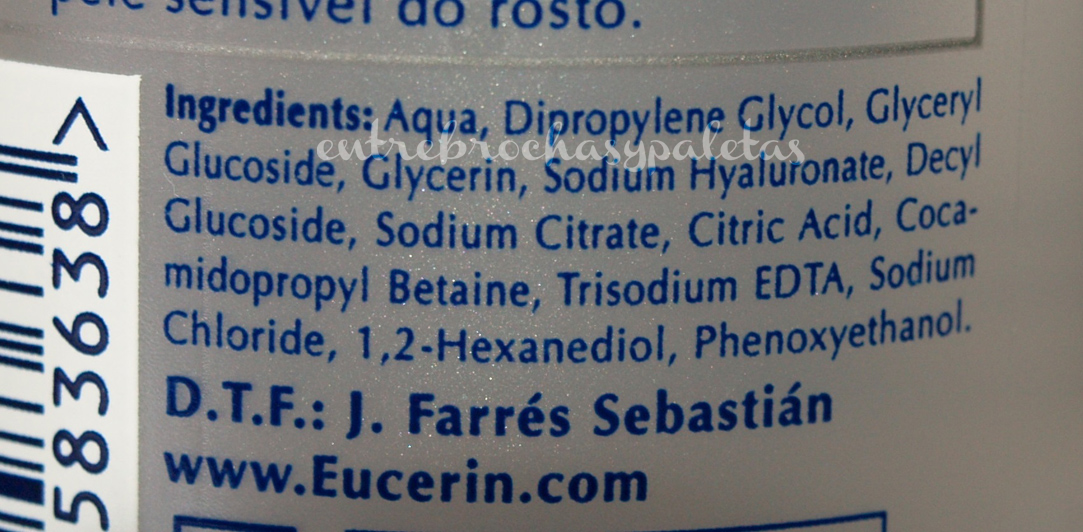 pele sensível do rosto.
Ingredients: Aqua, Dipropylene Glycol, Glyceryl
entrebrochasypaletas
Glucoside, Glycerin, Sodium Hyaluronate, Decyl
Glucoside, Sodium Citrate, Citric Acid, Coca-
midopropyl Betaine, Trisodium EDTA, Sodium
Chloride, 1,2-Hexanediol, Phenoxyethanol.
D.T.F.: J. Farrés Sebastián
www.Eucerin.com
583638>